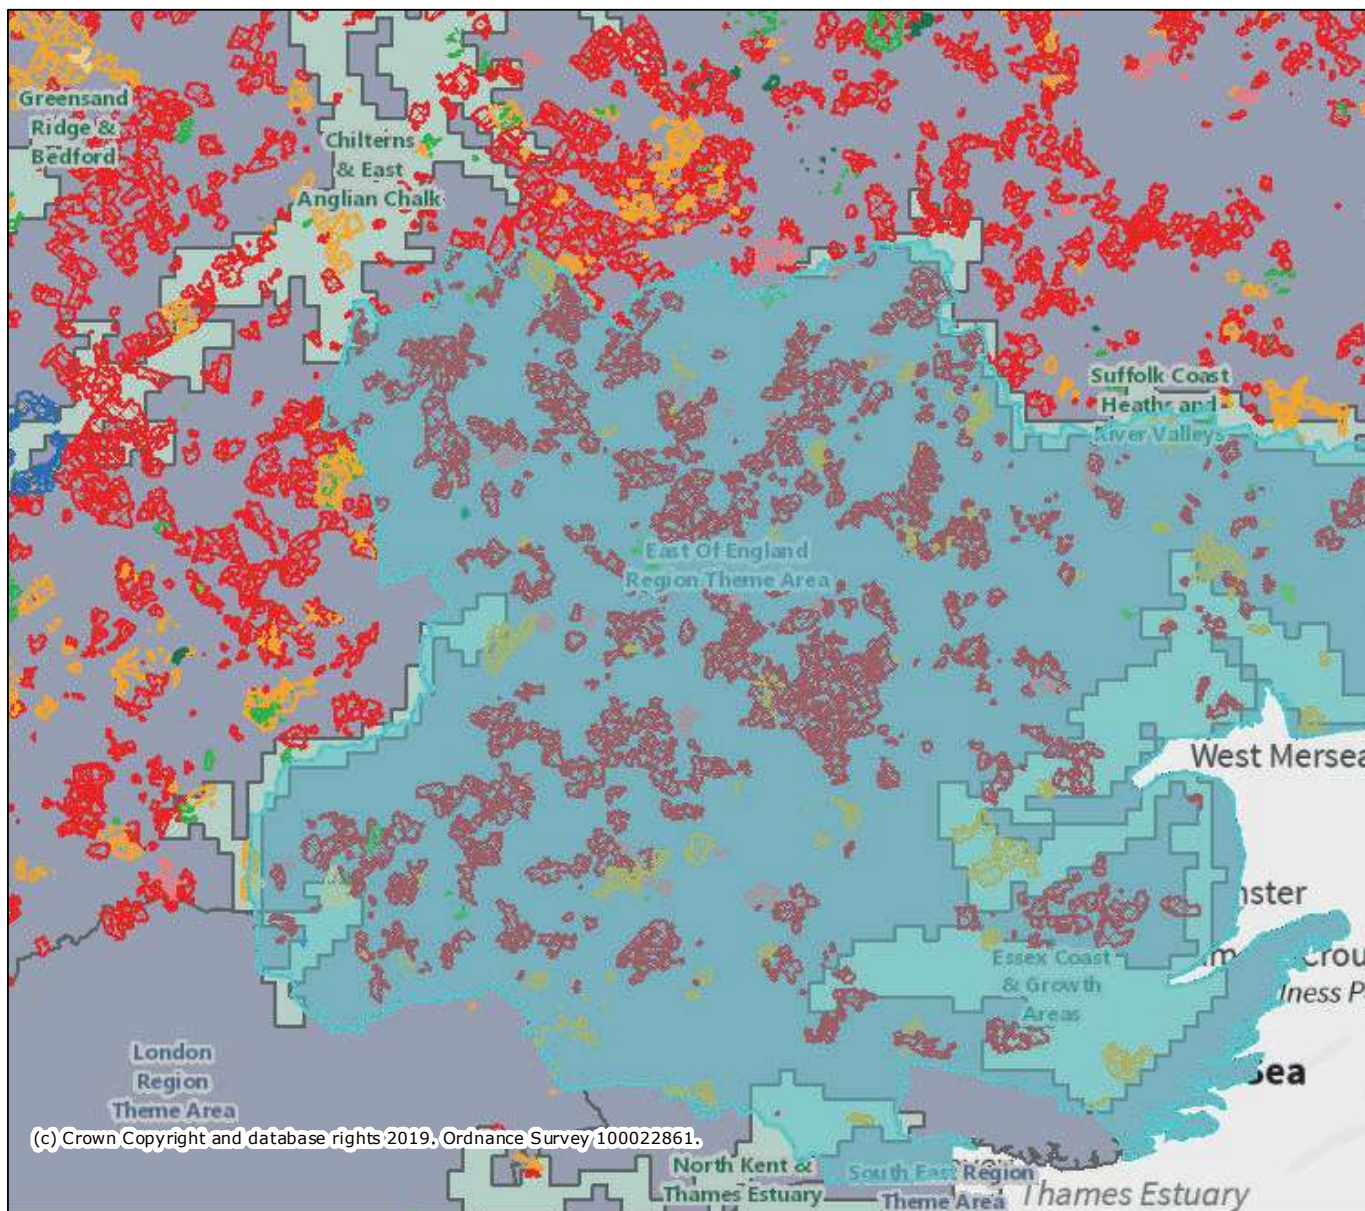 Greensand
Ridge &
Bedford
Chilterns
& East
Anglian Chalk
Suffolk Coast
Heaths and
River Valleys
East Of England
Region Theme Area
West Mersea
Essex Coast
& Growth
Areas
London
Region
Theme Area
Sea
(c) Crown Copyright and database rights 2019. Ordnance Survey 100022861.
North Kent &
Thames Estuary
South East Region
Theme Area
Thames Estuary